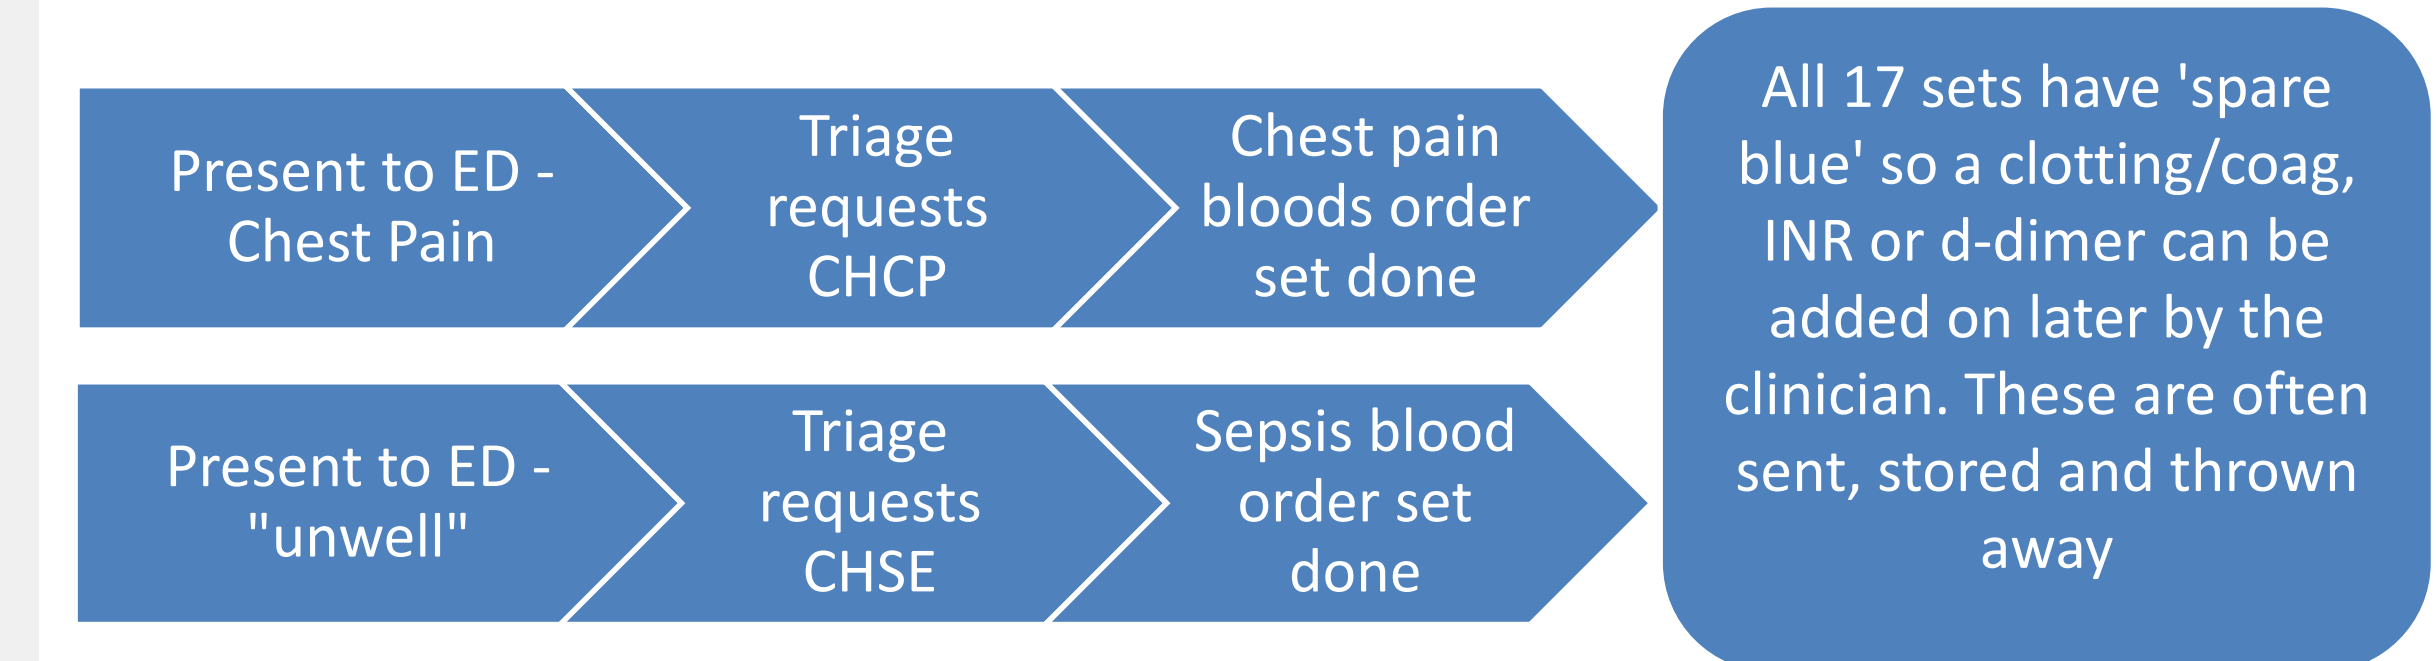 Present to ED -
Chest Pain
Triage
requests
CHCP
Chest pain
bloods order
set done
Present to ED -
"unwell"
Triage
requests
CHSE
Sepsis blood
order set
done
All 17 sets have 'spare
blue' so a clotting/coag,
INR or d-dimer can be
added on later by the
clinician. These are often
sent, stored and thrown
away